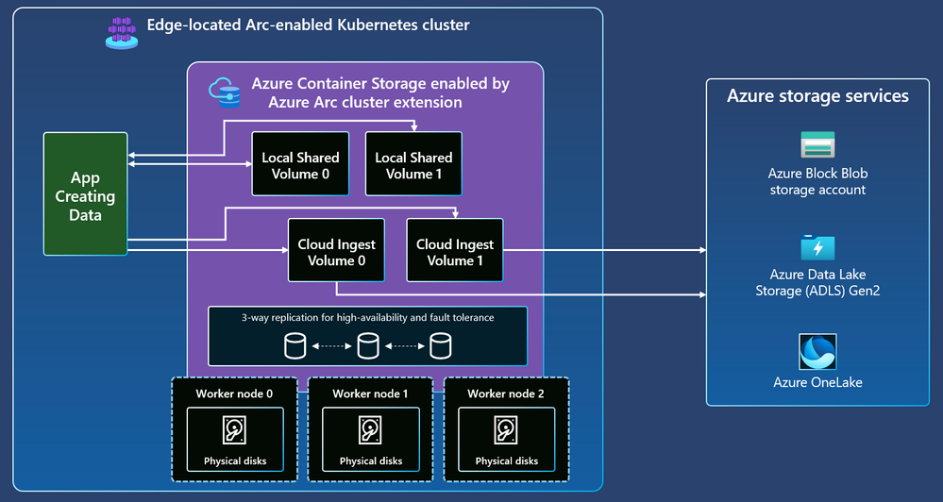 Edge-located Arc-enabled Kubernetes cluster
Azure Container Storage enabled by
Azure Arc cluster extension
App
Creating
Data
Local Shared
Volume 0
Local Shared
Volume 1
Cloud Ingest
Volume 0
Cloud Ingest
Volume 1
3-way replication for high-availability and fault tolerance
Worker node 0
Physical disks
Worker node 1
Physical disks
Worker node 2
Physical disks
Azure storage services
Azure Block Blob
storage account
Azure Data Lake
Storage (ADLS) Gen2
Azure OneLake